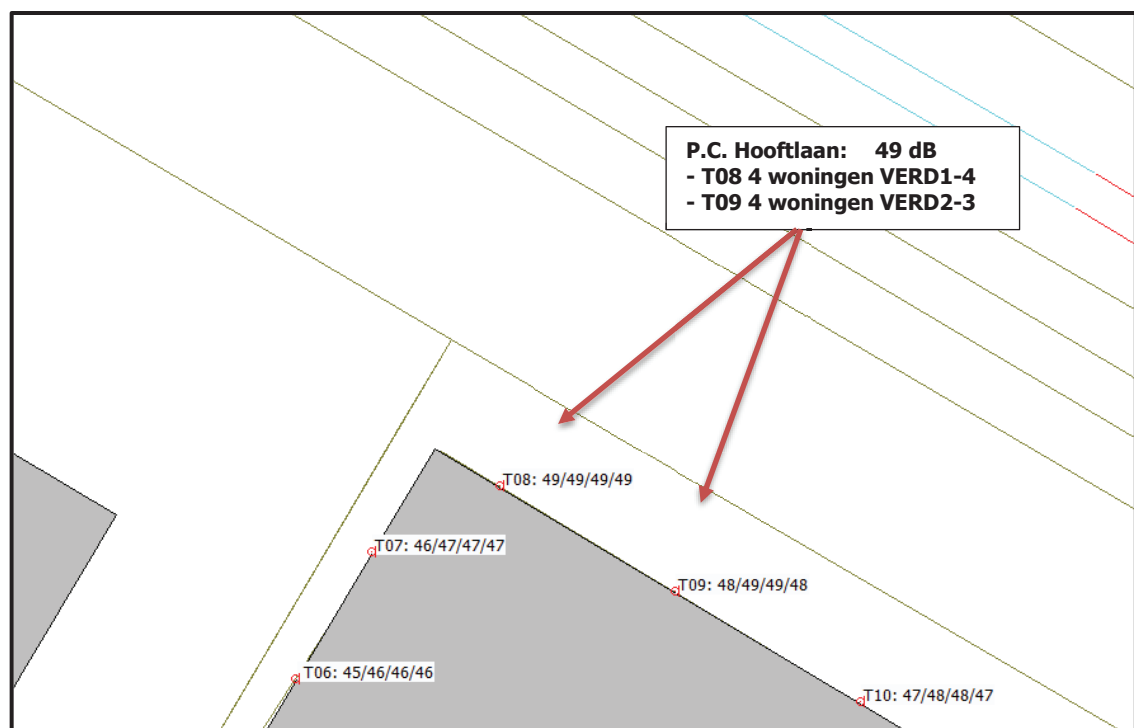 P.C. Hooftlaan: 49 dB
- T08 4 woningen VERD1-4
- T09 4 woningen VERD2-3
T08: 49/49/49/49
T07: 46/47/47/47
T09: 48/49/49/48
T06: 45/46/46/46
T10: 47/48/48/47